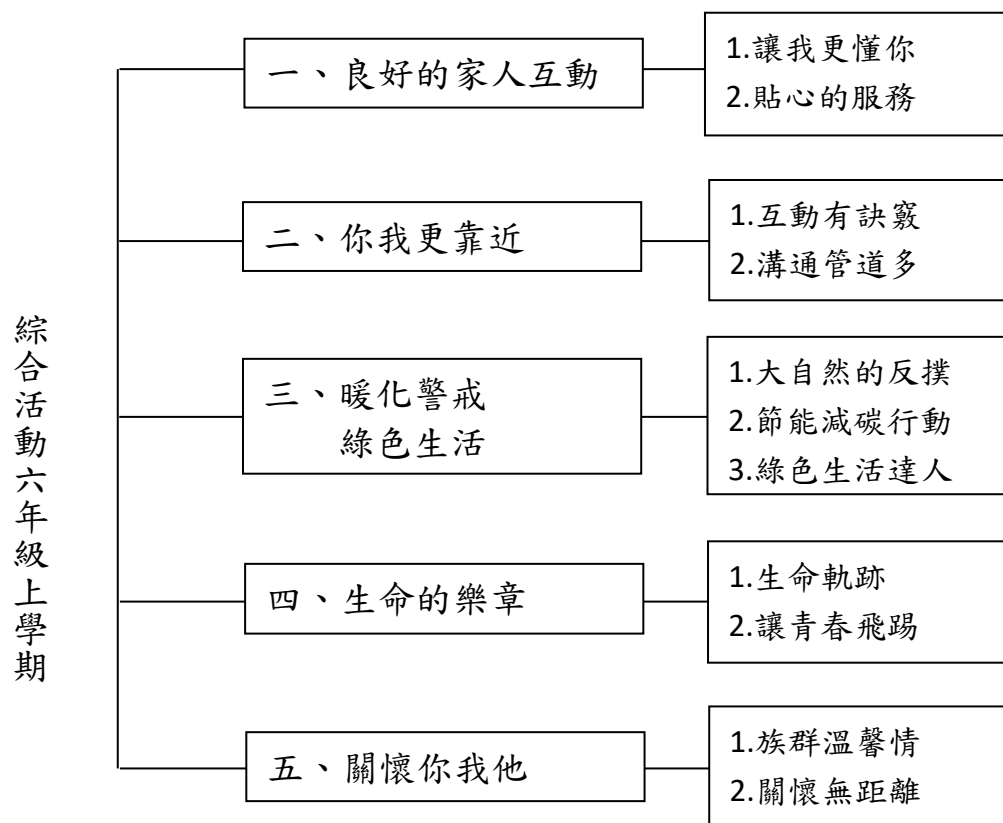 綜合活動六年級上學期
一、良好的家人互動
1.讓我更懂你
2.貼心的服務
二、你我更靠近
1.互動有訣竅
2.溝通管道多
三、暖化警戒
綠色生活
1.大自然的反撲
2.節能減碳行動
3.綠色生活達人
四、生命的樂章
1.生命軌跡
2.讓青春飛踢
五、關懷你我他
1.族群溫馨情
2.關懷無距離